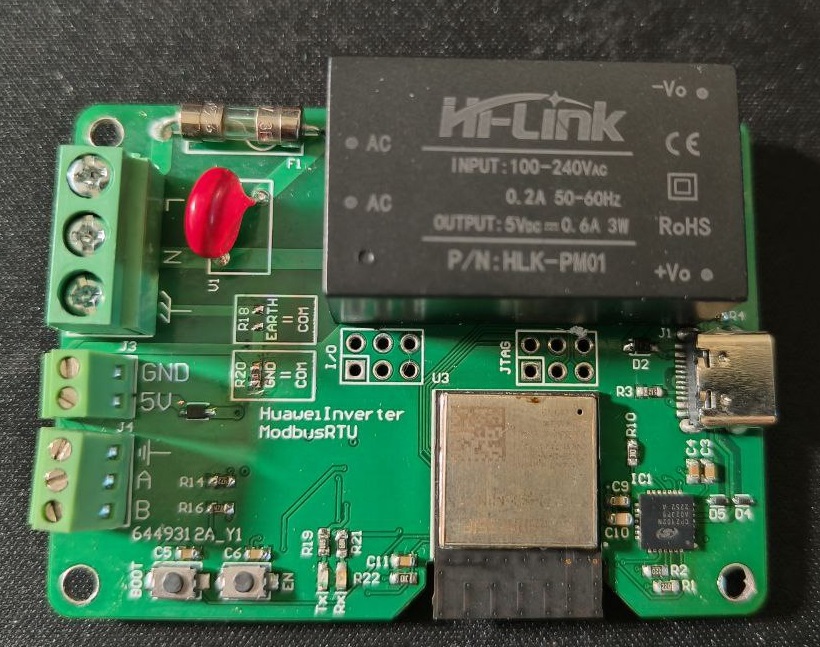 Hi-Link
-Vo
AC
CE
INPUT:100-240VAC
AC
0.2A 50-60Hz
OUTPUT:5VDC⎓0.6A 3W
RoHS
P/N:HLK-PM01
+Vo
F1
L
N
R18
EARTH
=
COM
J3
GND
5V
J4
R20
GND
=
COM
I/O
JTAG
J1
R4
D2
U3
R3
HuaweiInverter
ModbusRTU
R10
A
B
R14
R16
C4
C3
IC1
C9
C10
D5
D4
6449312A_Y1
C5
C6
BOOT
EN
R19
R21
Tx
Rx
C11
R22
R2
R1